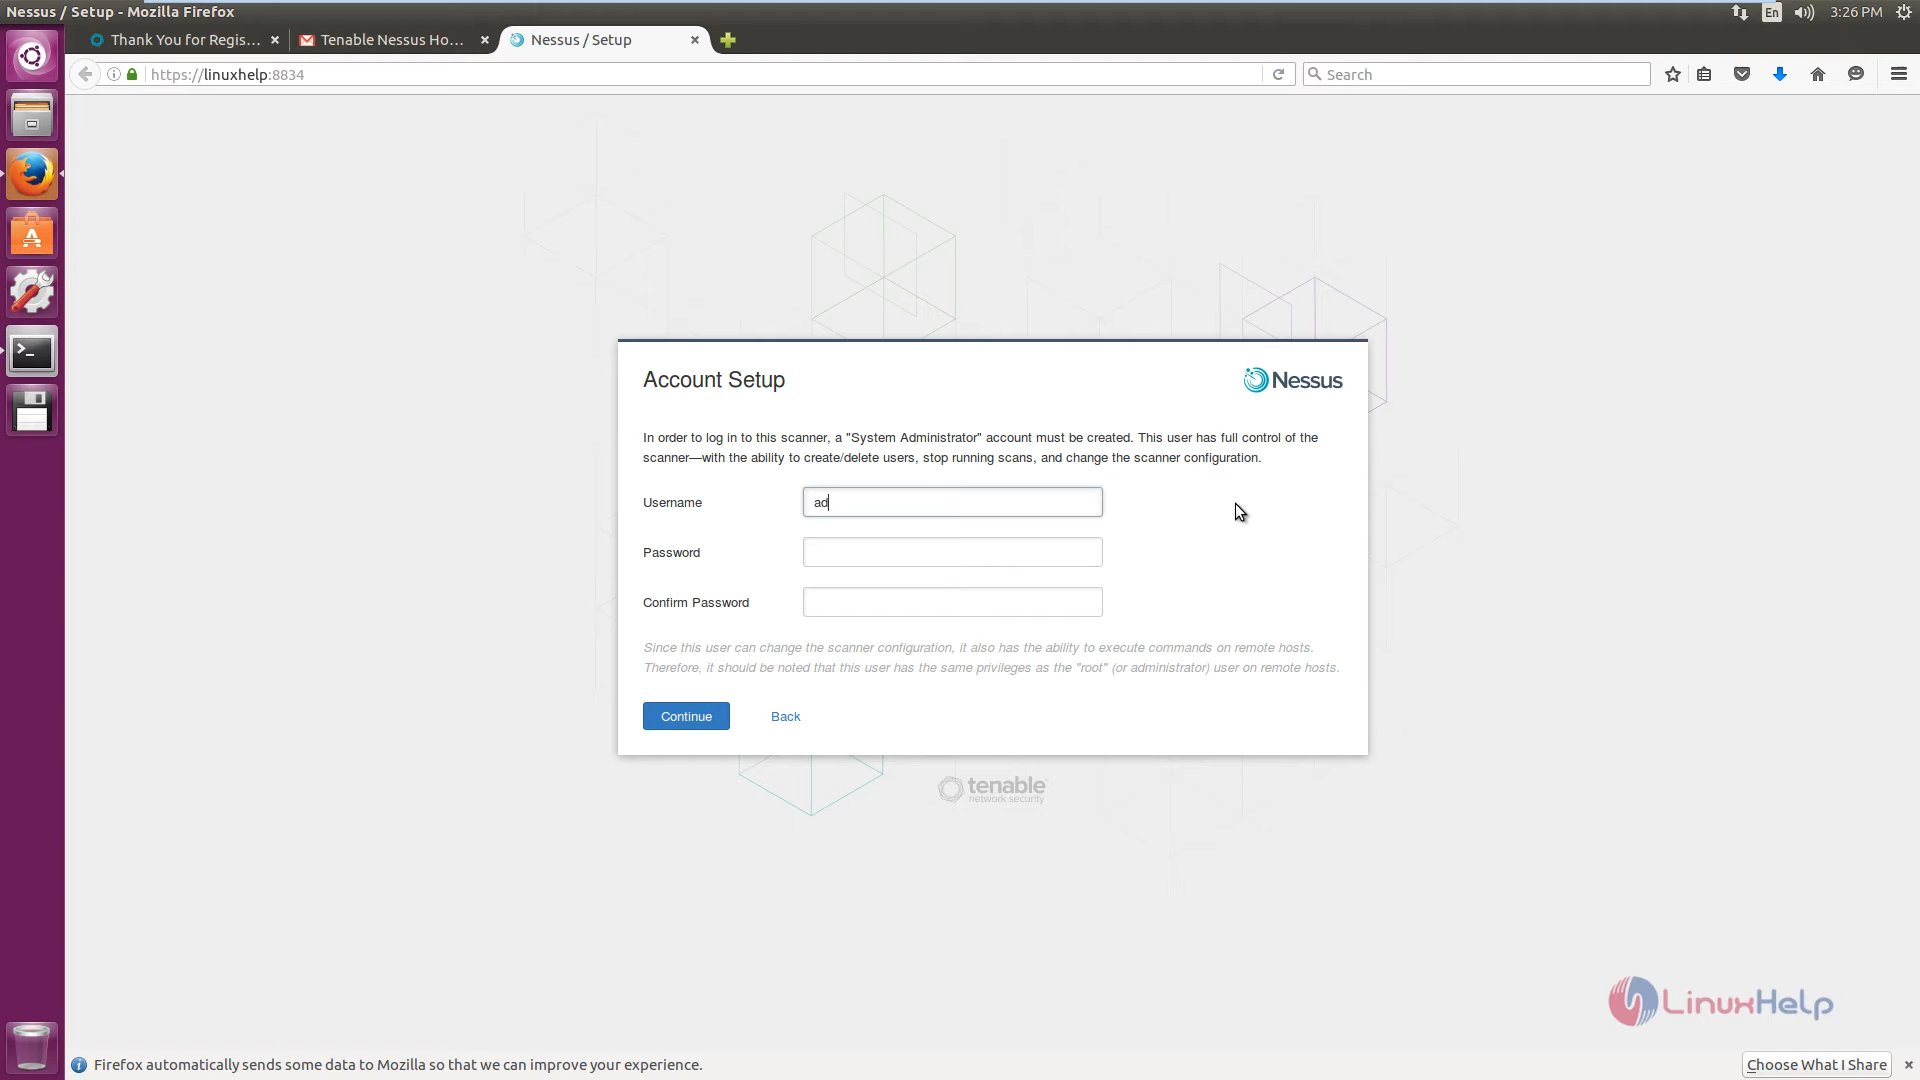 Nessus / Setup - Mozilla Firefox
En
3:26 PM
Thank You for Regis...
Tenable Nessus Ho...
Nessus / Setup
https://linuxhelp:8834
Search
Account Setup
Nessus
In order to log in to this scanner, a "System Administrator" account must be created. This user has full control of the
scanner—with the ability to create/delete users, stop running scans, and change the scanner configuration.
Username
ad
Password
Confirm Password
Since this user can change the scanner configuration, it also has the ability to execute commands on remote hosts.
Therefore, it should be noted that this user has the same privileges as the "root" (or administrator) user on remote hosts.
Continue
Back
tenable
network security
LinuxHelp
Firefox automatically sends some data to Mozilla so that we can improve your experience.
Choose What I Share